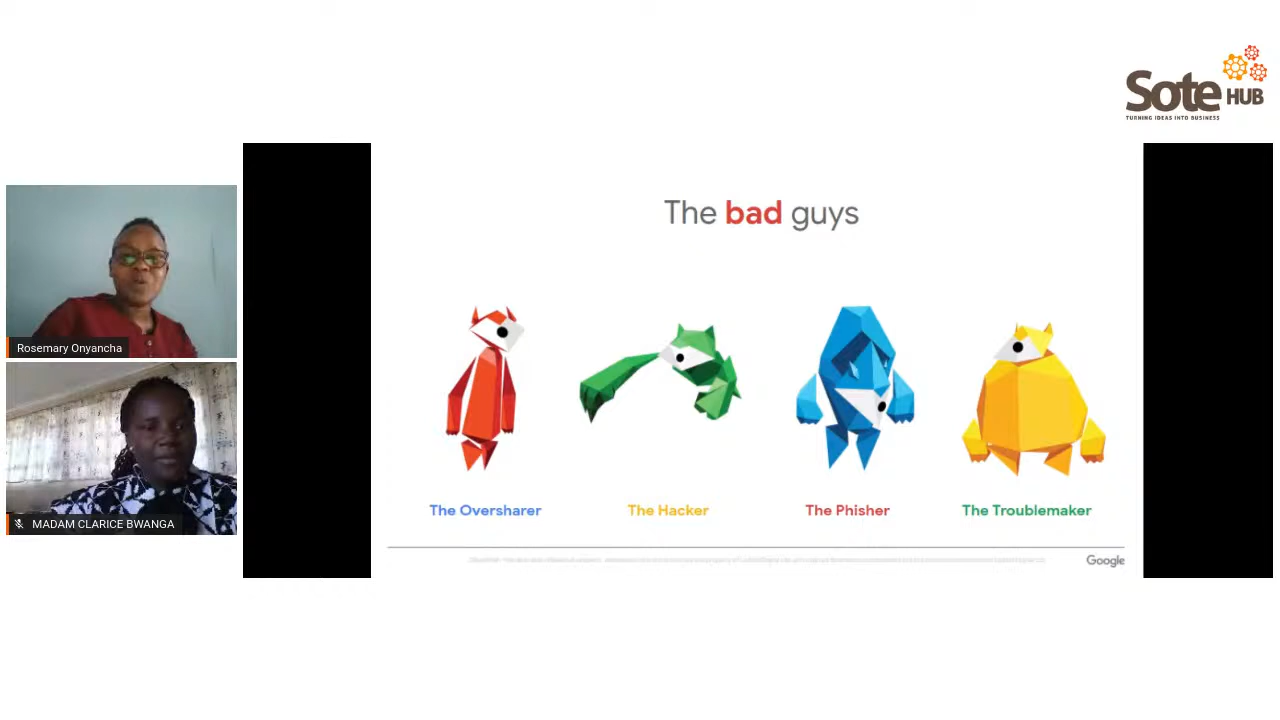 Sote HUB
TURNING IDEAS INTO BUSINESS
The bad guys
Rosemary Onyancha
MADAM CLARICE BWANGA
The Oversharer
The Hacker
The Phisher
The Troublemaker
Google